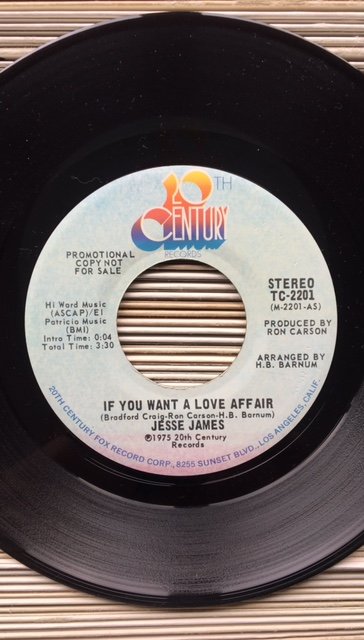 20TH
CENTURY
RECORDS
PROMOTIONAL
COPY NOT
FOR SALE
STEREO
TC-2201
(M-2201-AS)
Hi Word Music
(ASCAP)/El
Patricio Music
(BMI)
Intro Time: 0:04
Total Time: 3:30
PRODUCED BY
RON CARSON
ARRANGED BY
H.B. BARNUM
IF YOU WANT A LOVE AFFAIR
(Bradford Craig-Ron Carson-H.B. Barnum)
JESSE JAMES
℗1975 20th Century
Records
20TH CENTURY FOX RECORD CORP., 8255 SUNSET BLVD., LOS ANGELES, CALIF.